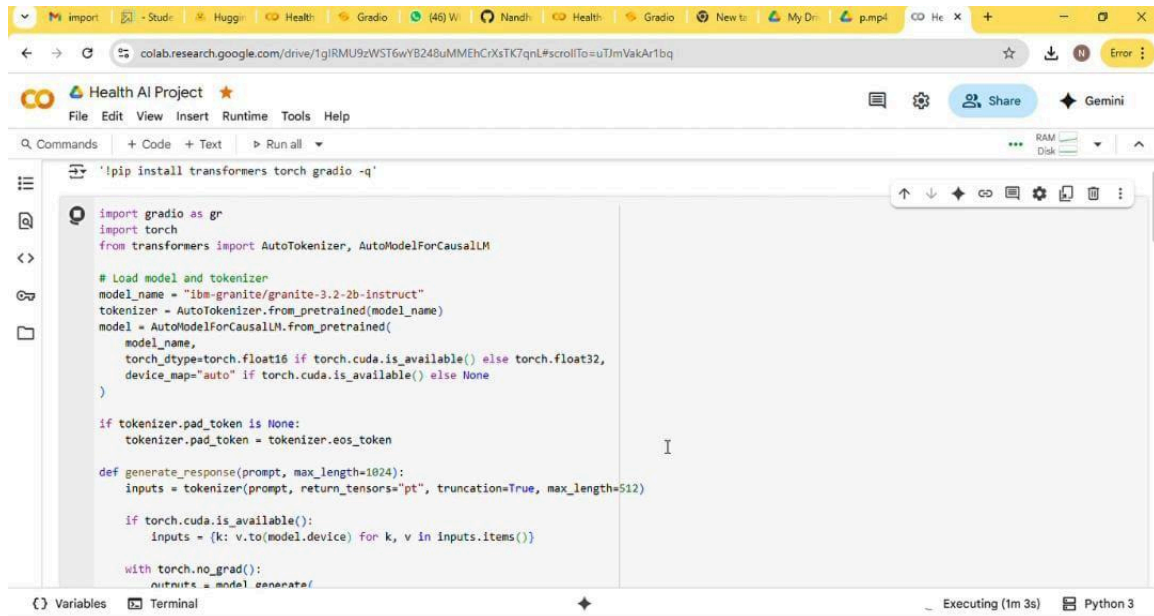 M import - Stude Huggin Health Gradio (46) W Nandh Health Gradio New ta My Dri p.mp4 He
colab.research.google.com/drive/1gIRMU9zWST6wYB248uMMEhCrXsTK7qnL#scrollTo=uTJmVakAr1bq N Error
CO Health AI Project Share Gemini
File Edit View Insert Runtime Tools Help
Commands + Code + Text Run all RAM
Disk
'!pip install transformers torch gradio -q'
import gradio as gr
import torch
from transformers import AutoTokenizer, AutoModelForCausalLM
# Load model and tokenizer
model_name = "ibm-granite/granite-3.2-2b-instruct"
tokenizer = AutoTokenizer.from_pretrained(model_name)
model = AutoModelForCausalLM.from_pretrained(
    model_name,
    torch_dtype=torch.float16 if torch.cuda.is_available() else torch.float32,
    device_map="auto" if torch.cuda.is_available() else None
)
if tokenizer.pad_token is None:
    tokenizer.pad_token = tokenizer.eos_token
def generate_response(prompt, max_length=1024):
    inputs = tokenizer(prompt, return_tensors="pt", truncation=True, max_length=512)
    if torch.cuda.is_available():
        inputs = {k: v.to(model.device) for k, v in inputs.items()}
    with torch.no_grad():
        outputs = model.generate(
{} Variables Terminal Executing (1m 3s) Python 3